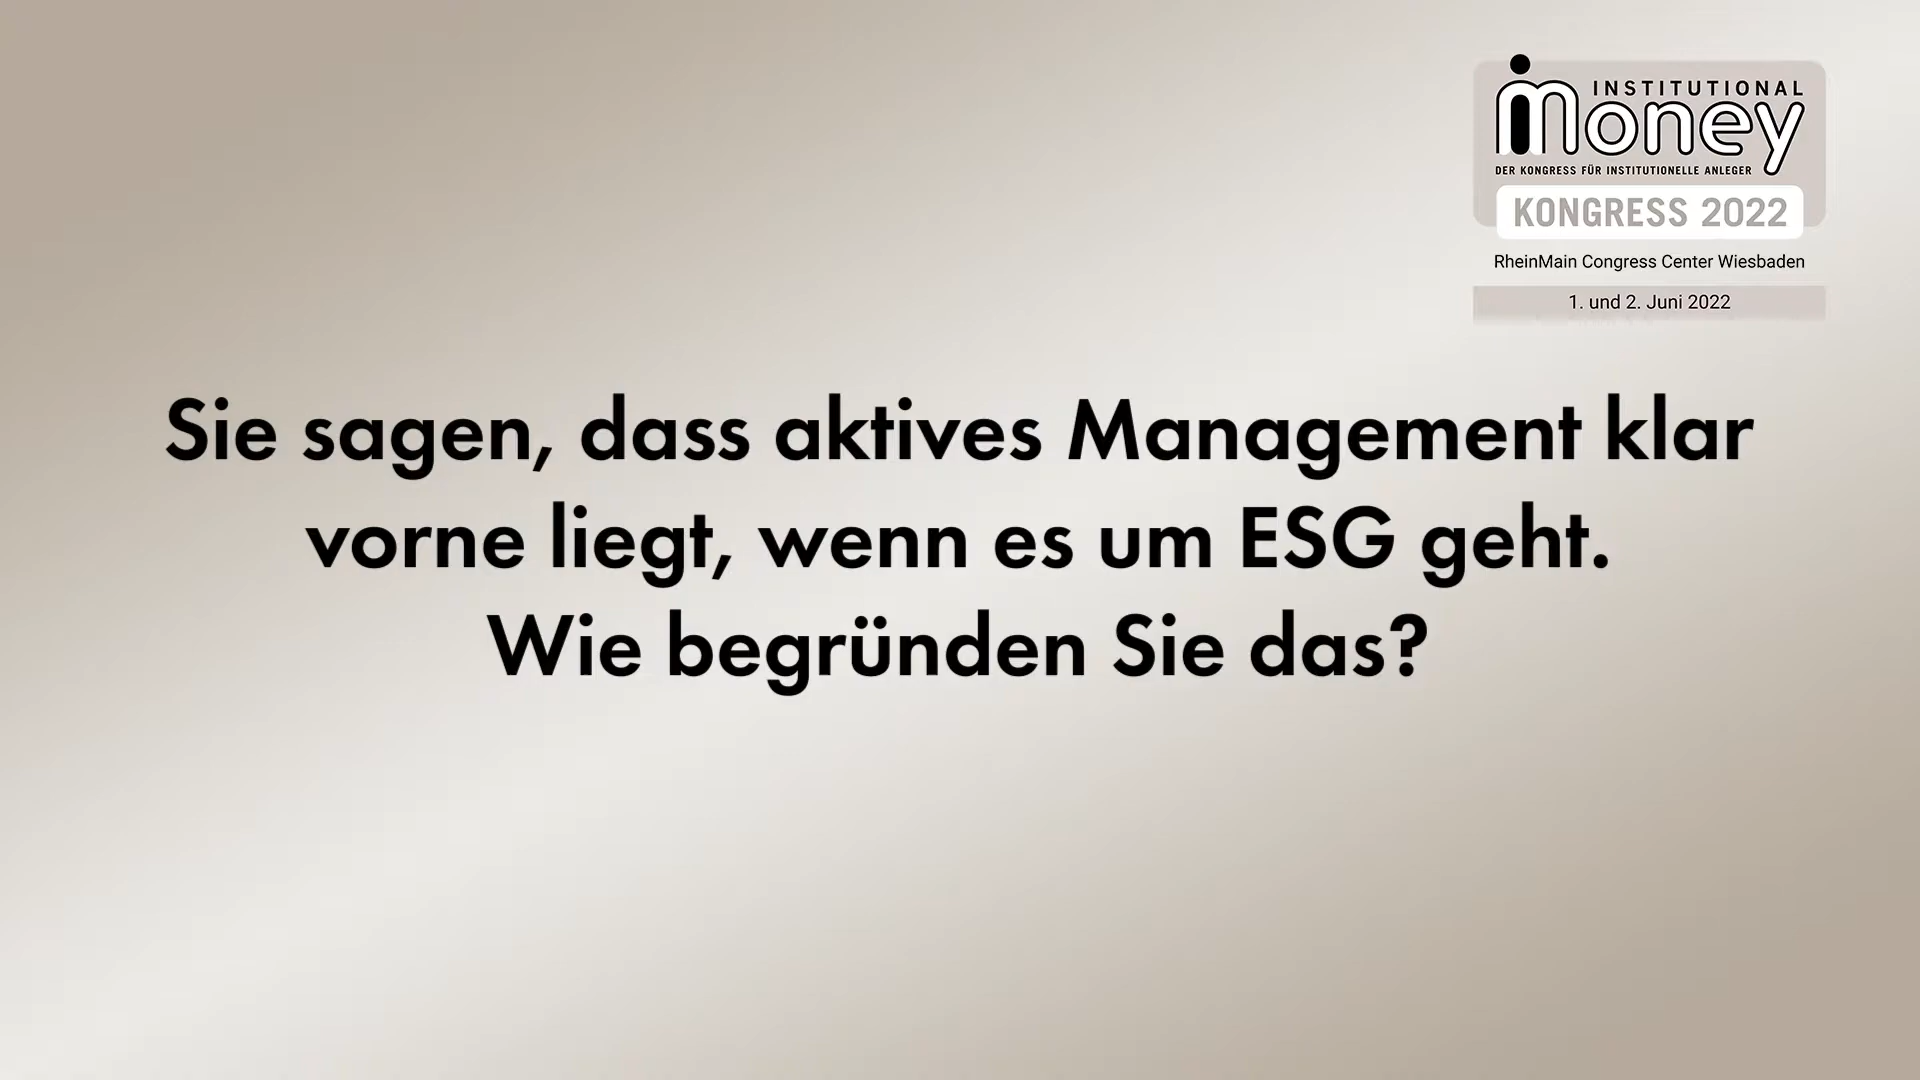 INSTITUTIONAL
money
DER KONGRESS FÜR INSTITUTIONELLE ANLEGER
KONGRESS 2022
RheinMain Congress Center Wiesbaden
1. und 2. Juni 2022
Sie sagen, dass aktives Management klar
vorne liegt, wenn es um ESG geht.
Wie begründen Sie das?